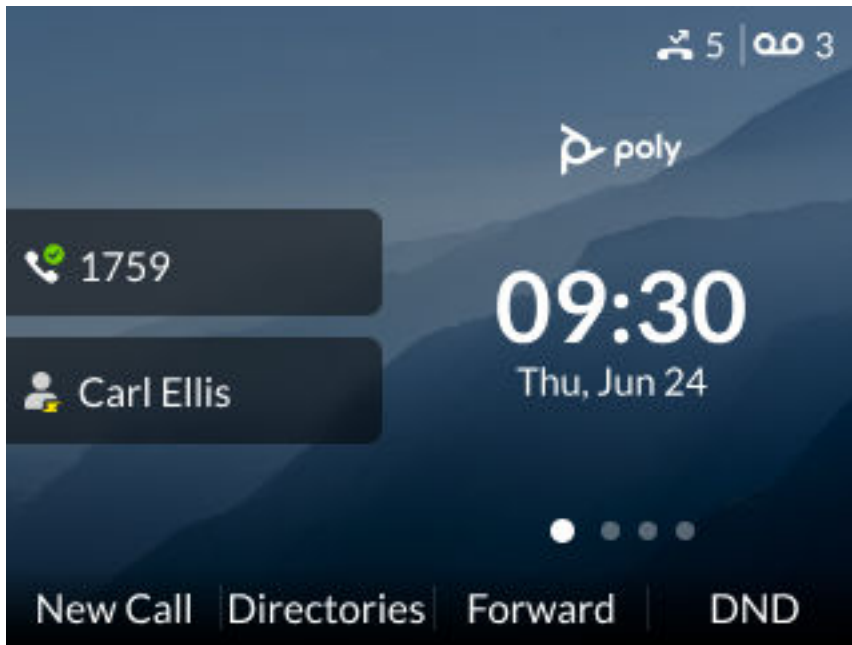 5 3
poly
1759
09:30
Carl Ellis
Thu, Jun 24
New Call Directories Forward DND